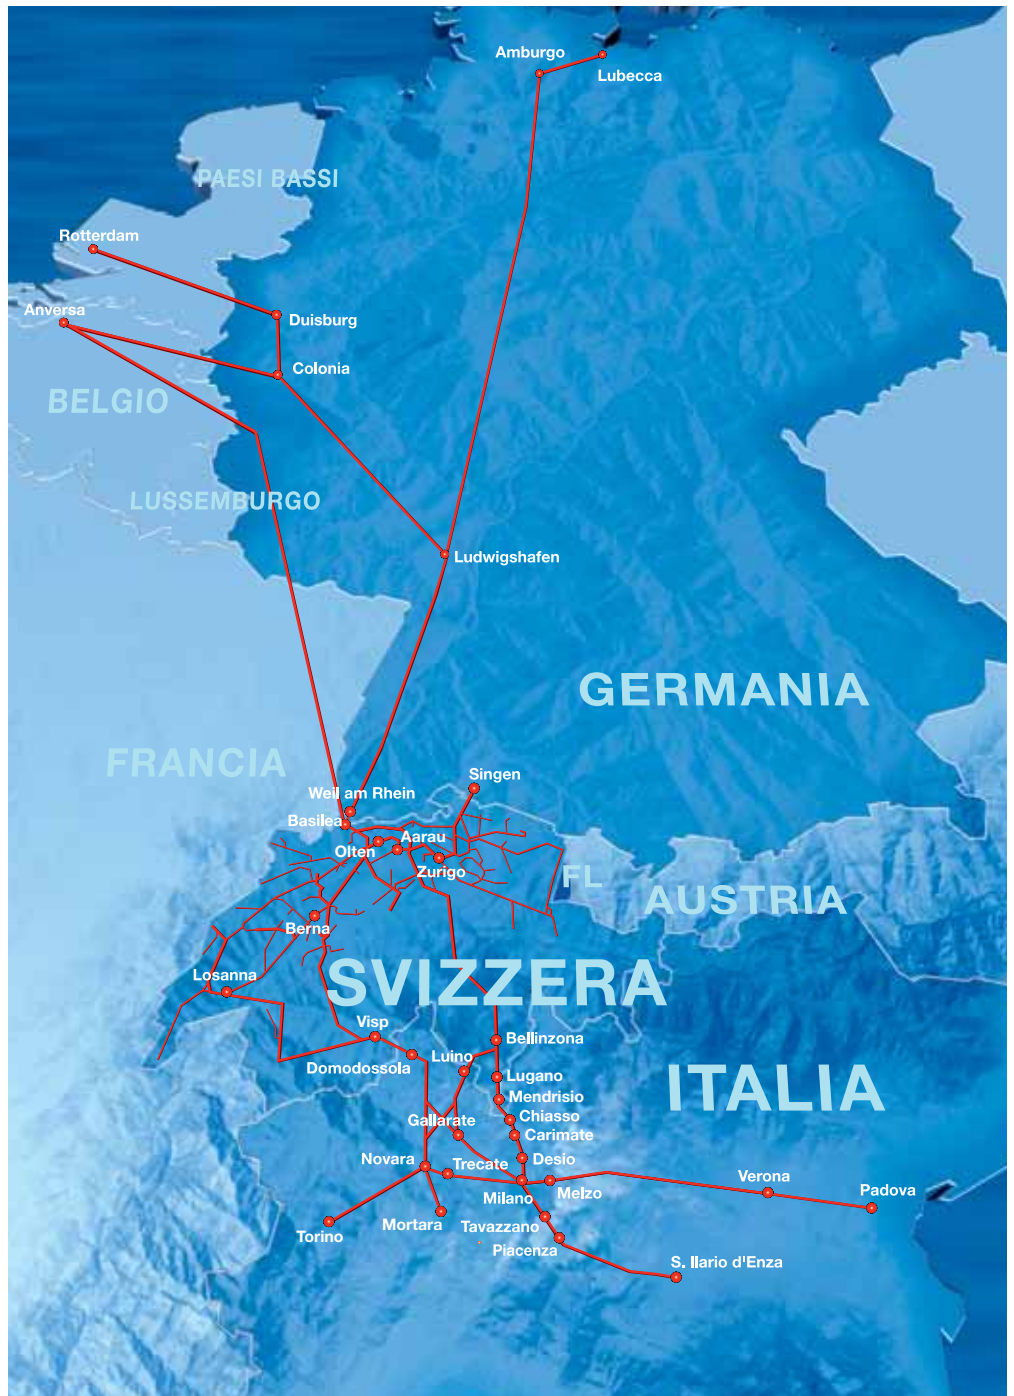 Amburgo
Lubecca
PAESI BASSI
Rotterdam
Anversa
Duisburg
Colonia
BELGIO
LUSSEMBURGO
Ludwigshafen
GERMANIA
FRANCIA
Singen
Weil am Rhein
Basilea
Aarau
Olten
Zurigo
FL
AUSTRIA
Berna
Losanna
SVIZZERA
Visp
Bellinzona
Luino
Domodossola
Lugano
ITALIA
Mendrisio
Chiasso
Gallarate
Carimate
Desio
Novara
Trecate
Verona
Melzo
Padova
Milano
Mortara
Tavazzano
Torino
Piacenza
S. Ilario d'Enza